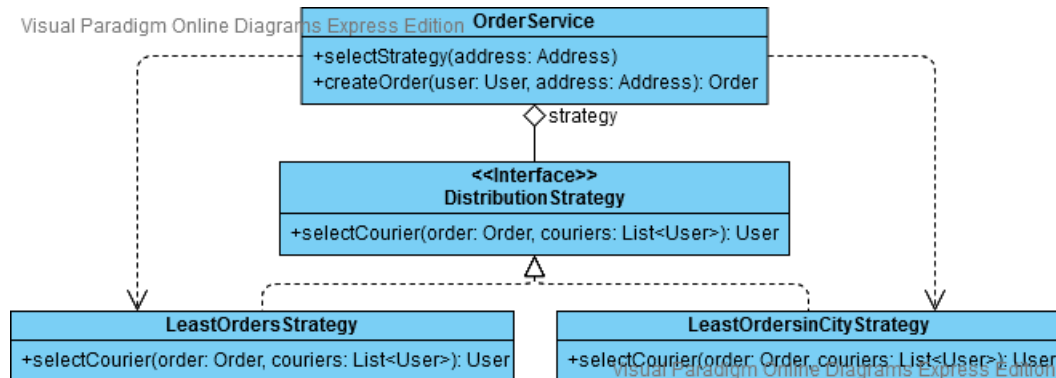 Visual Paradigm Online Diagrams Express Edition
OrderService
+selectStrategy(address: Address)
+createOrder(user: User, address: Address): Order
strategy
<<Interface>>
DistributionStrategy
+selectCourier(order: Order, couriers: List<User>): User
LeastOrdersStrategy
+selectCourier(order: Order, couriers: List<User>): User
LeastOrdersinCityStrategy
+selectCourier(order: Order, couriers: List<User>): User
Visual Paradigm Online Diagrams Express Edition